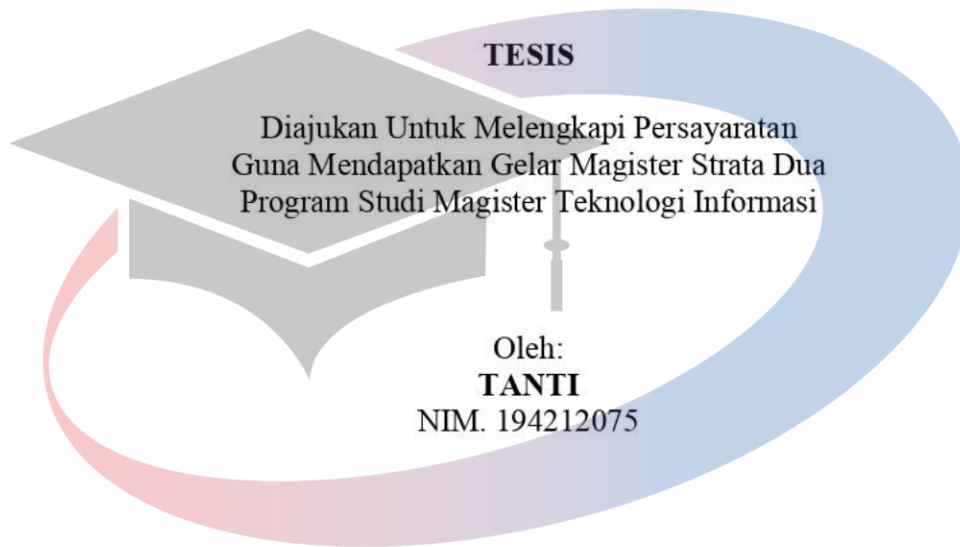 TESIS
Diajukan Untuk Melengkapi Persayaratan
Guna Mendapatkan Gelar Magister Strata Dua
Program Studi Magister Teknologi Informasi
Oleh:
TANTI
NIM. 194212075